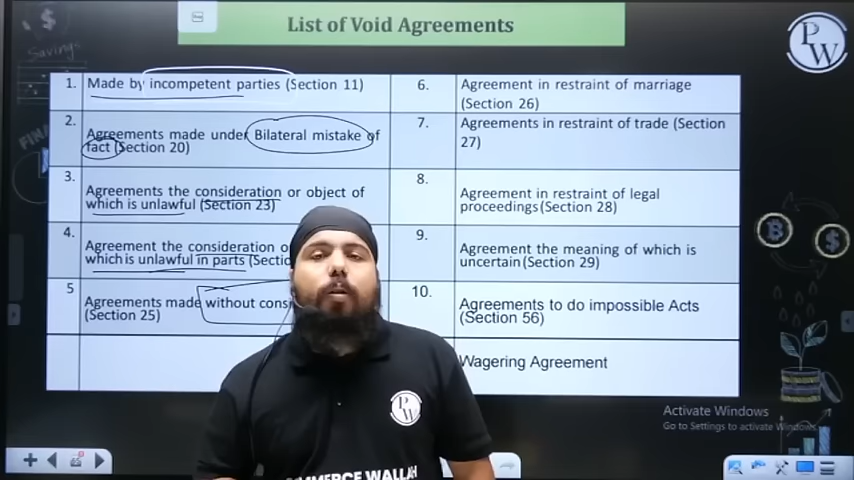 List of Void Agreements
P
W
Savings
1.
Made by incompetent parties (Section 11)
2.
Agreements made under Bilateral mistake of
fact (Section 20)
3.
Agreements the consideration or object of
which is unlawful (Section 23)
4.
Agreement the consideration o
which is unlawful in parts (Sectio
5
Agreements made without cons
(Section 25)
6.
Agreement in restraint of marriage
(Section 26)
7.
Agreements in restraint of trade (Section
27)
8.
Agreement in restraint of legal
proceedings(Section 28)
9.
Agreement the meaning of which is
uncertain(Section 29)
10.
Agreements to do impossible Acts
(Section 56)
Wagering Agreement
Activate Windows
Go to Settings to activate Windows.
P
W
COMMERCE WALLAH